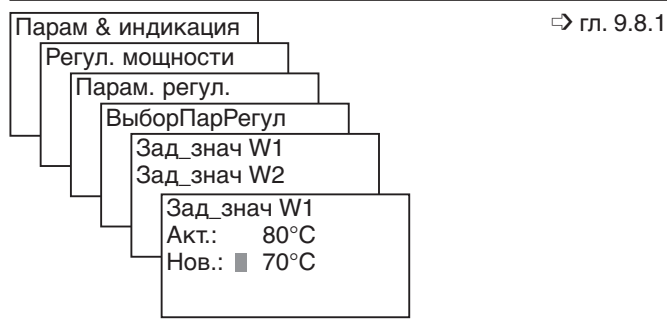 Парам & индикация
➩ гл. 9.8.1
Регул. мощности
Парам. регул.
ВыборПарРегул
Зад_знач W1
Зад_знач W2
Зад_знач W1
Акт.: 80°C
Нов.: 70°C